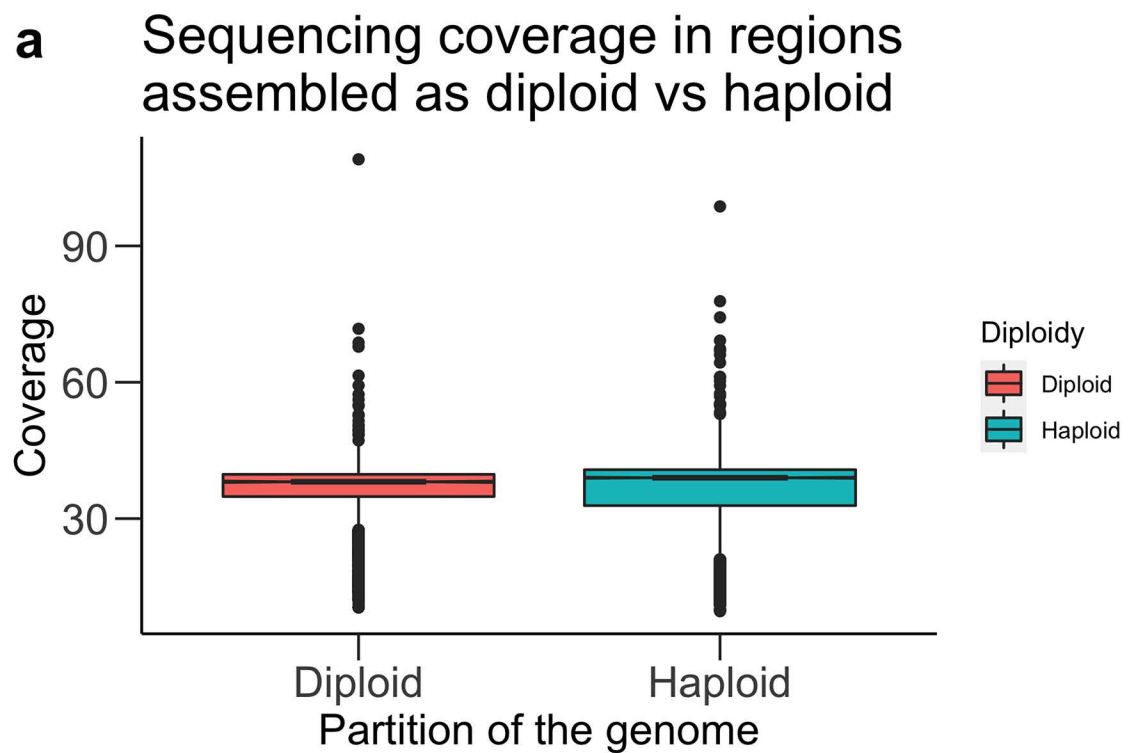 a
Sequencing coverage in regions
assembled as diploid vs haploid
Coverage
90
60
30
Diploid
Haploid
Partition of the genome
Diploidy
Diploid
Haploid